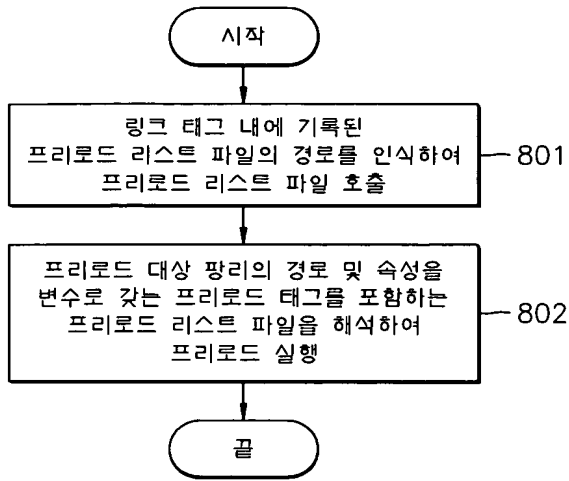 시작
링크 태그 내에 기록된
프리로드 리스트 파일의 경로를 인식하여
프리로드 리스트 파일 호출
801
프리로드 대상 팡리의 경로 및 속성을
변수로 갖는 프리로드 태그를 포함하는
프리로드 리스트 파일을 해석하여
프리로드 실행
802
끝